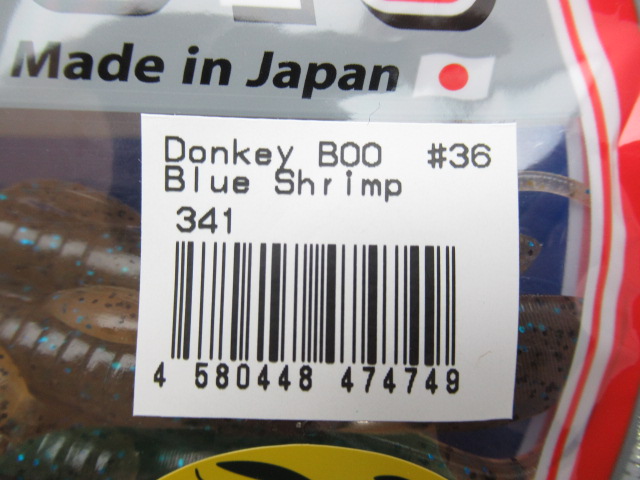 Made in Japan
Donkey BOO #36
Blue Shrimp
341
4 580448 474749